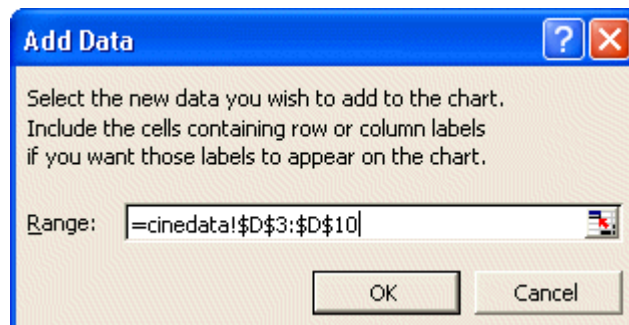 Add Data
?
Select the new data you wish to add to the chart.
Include the cells containing row or column labels
if you want those labels to appear on the chart.
Range: =cinedata!$D$3:$D$10
OK Cancel